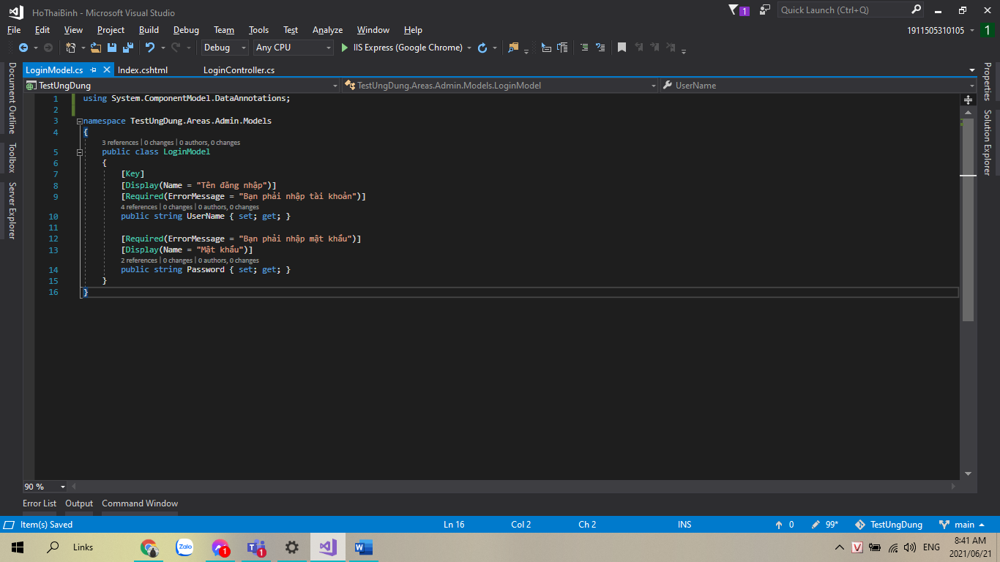 HoThaiBinh - Microsoft Visual Studio
1
Quick Launch (Ctrl+Q)
File Edit View Project Build Debug Team Tools Test Analyze Window Help
1911505310105
1
Debug
Any CPU
IIS Express (Google Chrome)
LoginModel.cs
Index.cshtml
LoginController.cs
TestUngDung
TestUngDung.Areas.Admin.Models.LoginModel
UserName
Document Outline
Toolbox
Server Explorer
1 using System.ComponentModel.DataAnnotations;
2
3 namespace TestUngDung.Areas.Admin.Models
4 {
3 references | 0 changes | 0 authors, 0 changes
5 public class LoginModel
6 {
7 [Key]
8 [Display(Name = "Tên đăng nhập")]
9 [Required(ErrorMessage = "Bạn phải nhập tài khoản")]
4 references | 0 changes | 0 authors, 0 changes
10 public string UserName { set; get; }
11
12 [Required(ErrorMessage = "Bạn phải nhập mật khẩu")]
13 [Display(Name = "Mật khẩu")]
2 references | 0 changes | 0 authors, 0 changes
14 public string Password { set; get; }
15 }
16 }
Properties
Solution Explorer
90 %
Error List Output Command Window
Item(s) Saved
Ln 16
Col 2
Ch 2
INS
0
99*
TestUngDung
main
Links
Zalo
1
1
ENG
8:41 AM
2021/06/21